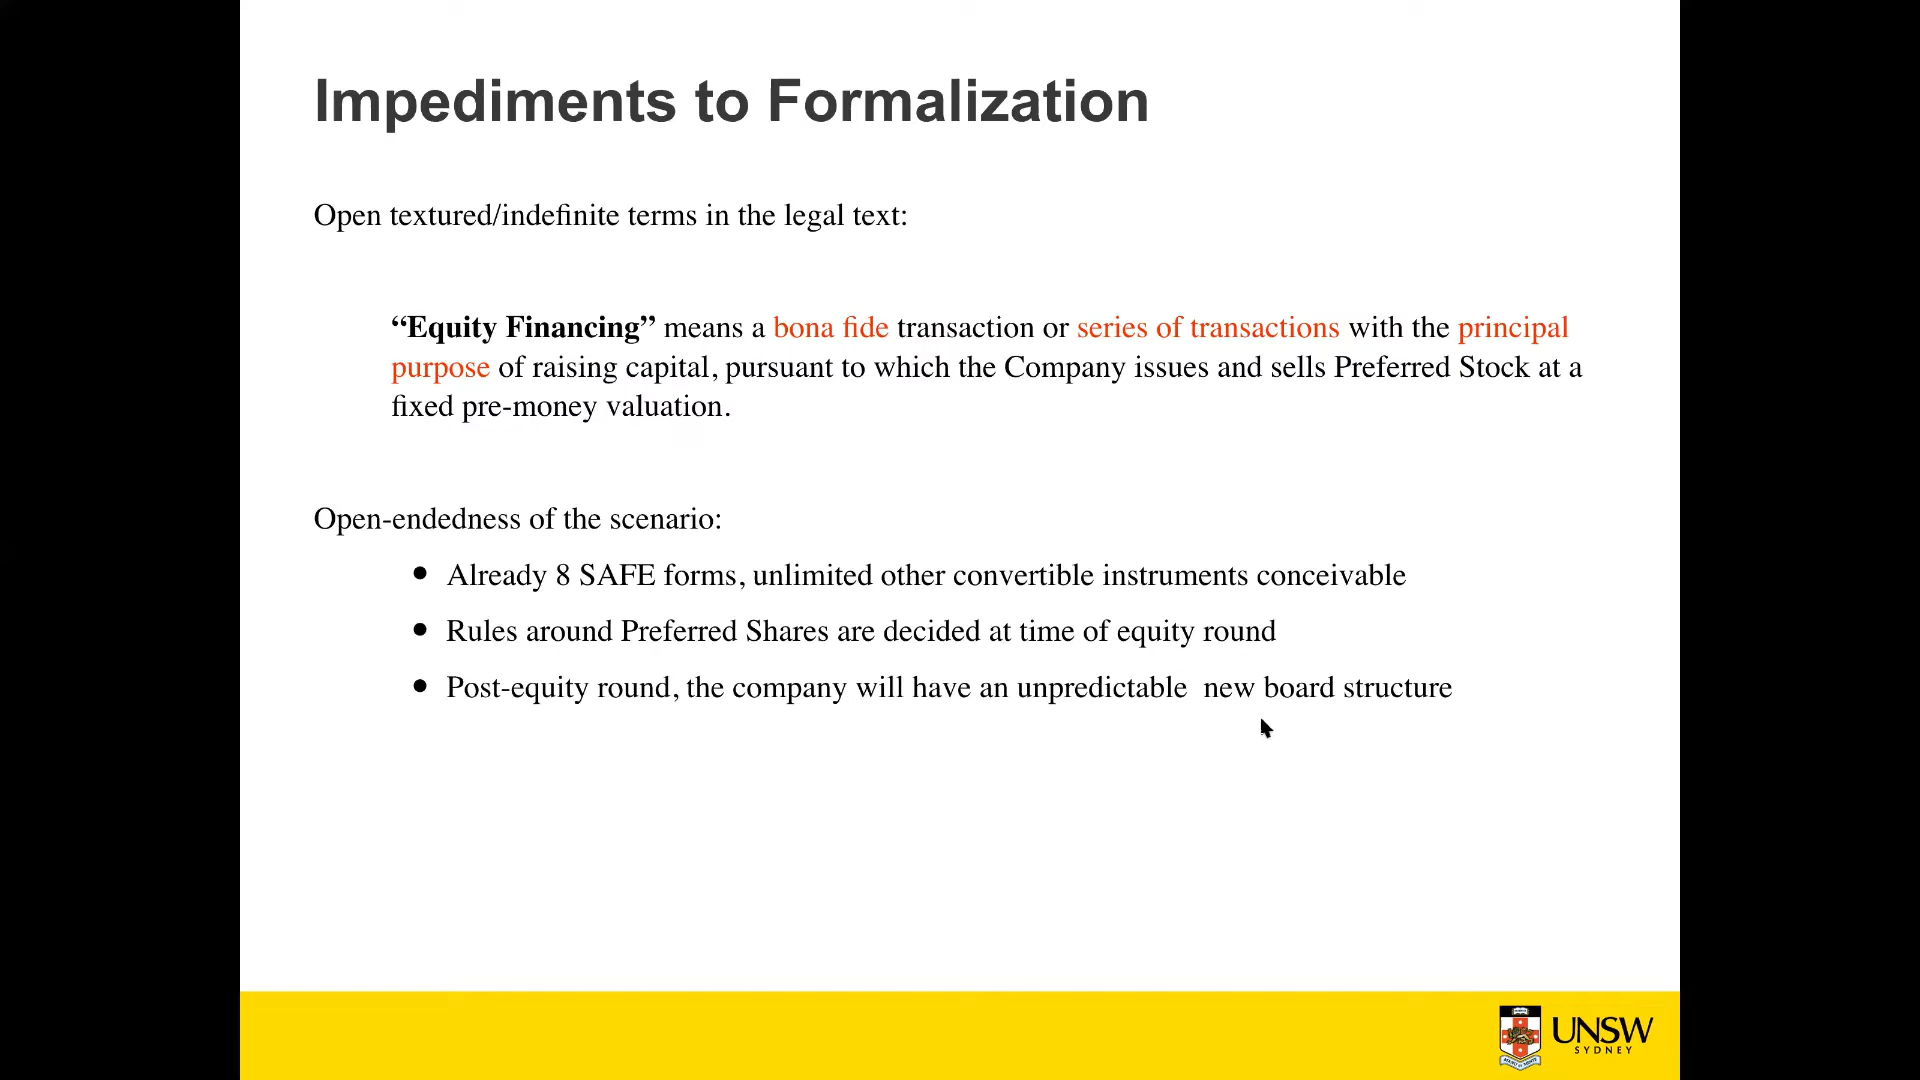 Impediments to Formalization
Open textured/indefinite terms in the legal text:
“Equity Financing” means a bona fide transaction or series of transactions with the principal
purpose of raising capital, pursuant to which the Company issues and sells Preferred Stock at a
fixed pre-money valuation.
Open-endedness of the scenario:
• Already 8 SAFE forms, unlimited other convertible instruments conceivable
• Rules around Preferred Shares are decided at time of equity round
• Post-equity round, the company will have an unpredictable  new board structure
UNSW
SYDNEY